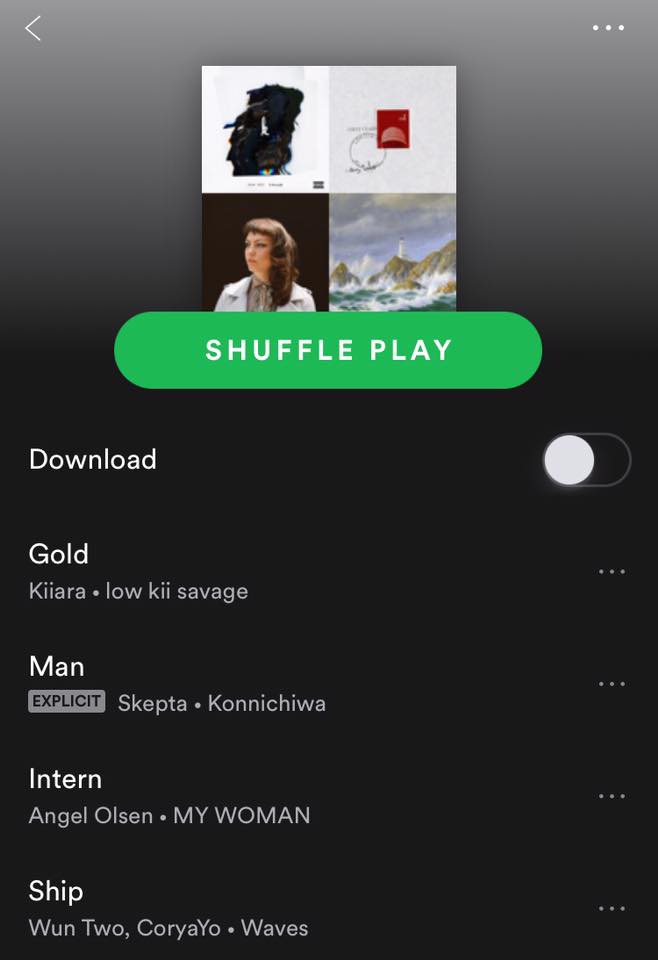 SHUFFLE PLAY
Download
Gold
Kiiara • low kii savage
Man
EXPLICIT Skepta • Konnichiwa
Intern
Angel Olsen • MY WOMAN
Ship
Wun Two, CoryaYo • Waves